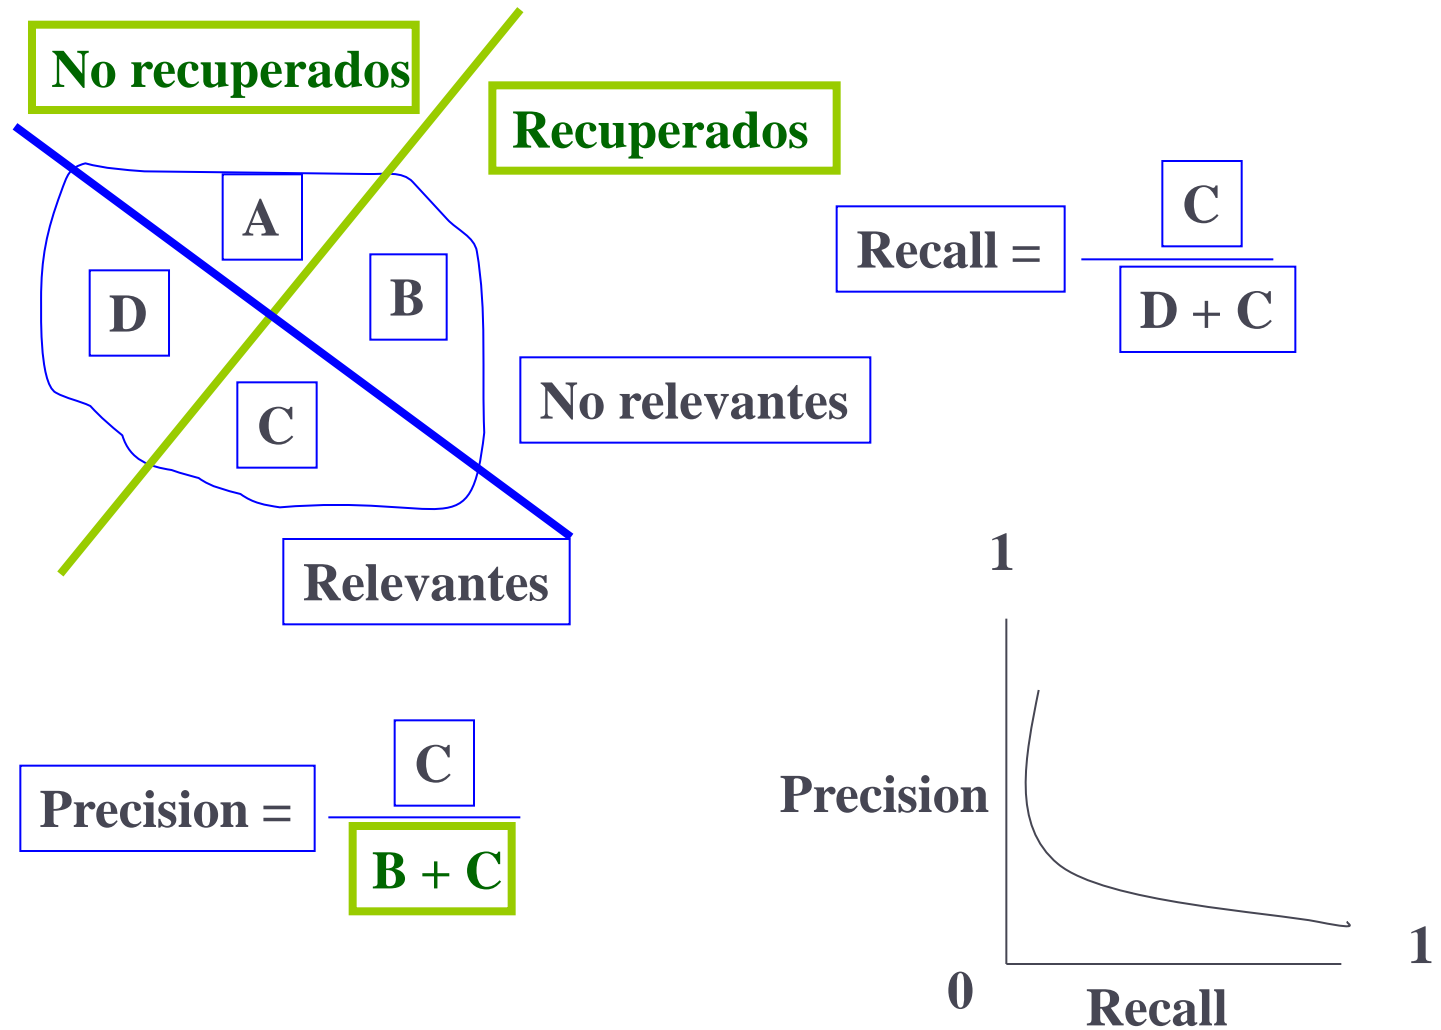 No recuperados
Recuperados
A
B
D
C
No relevantes
Relevantes
Recall =
C
D + C
Precision =
C
B + C
1
Precision
0
Recall
1